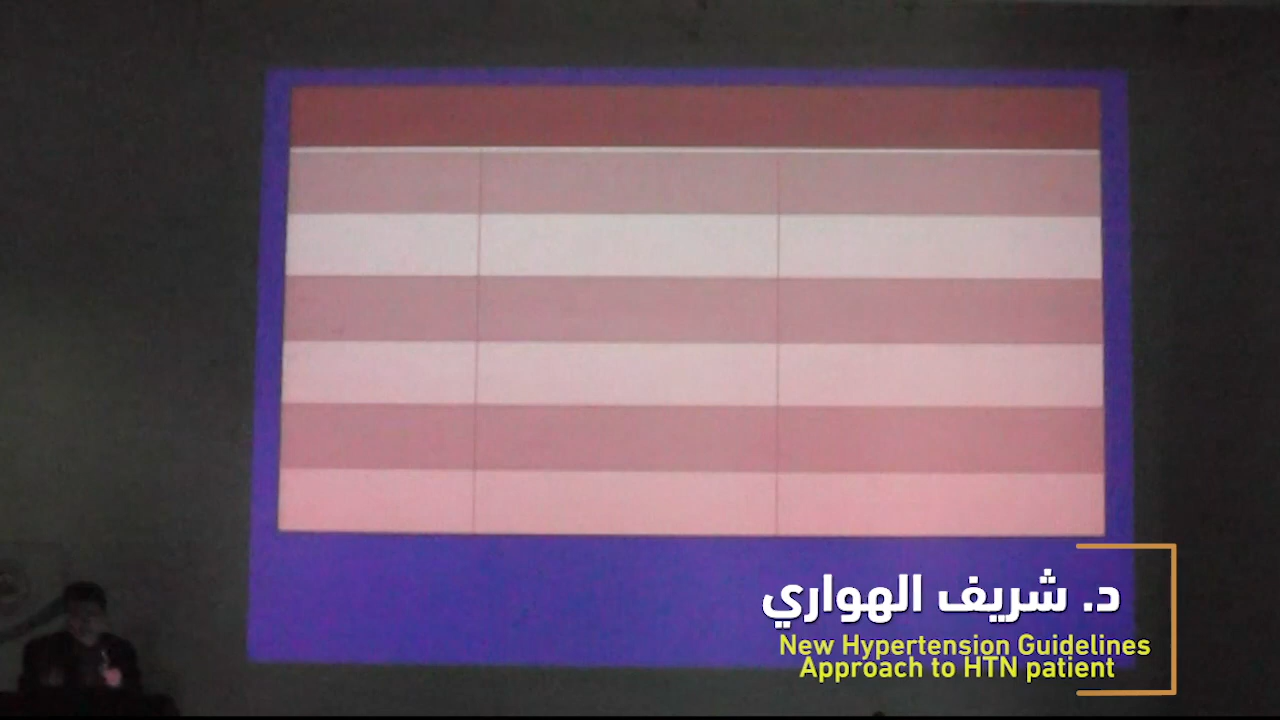 د. شريف الهواري
New Hypertension Guidelines
Approach to HTN patient